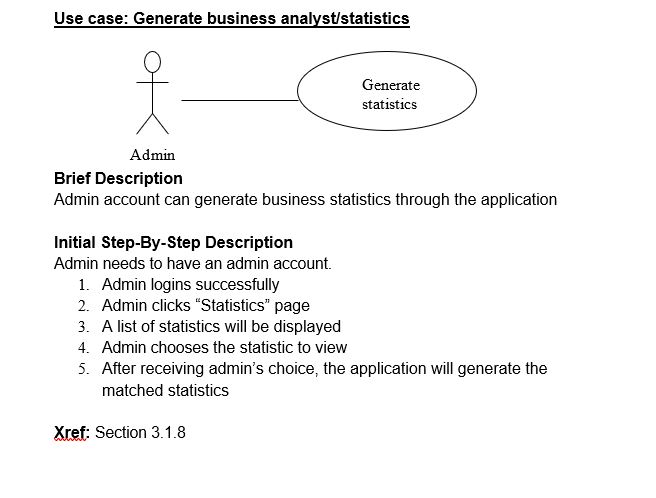 Use case: Generate business analyst/statistics
Generate
statistics
Admin
Brief Description
Admin account can generate business statistics through the application
Initial Step-By-Step Description
Admin needs to have an admin account.
1. Admin logins successfully
2. Admin clicks “Statistics” page
3. A list of statistics will be displayed
4. Admin chooses the statistic to view
5. After receiving admin’s choice, the application will generate the
matched statistics
Xref: Section 3.1.8